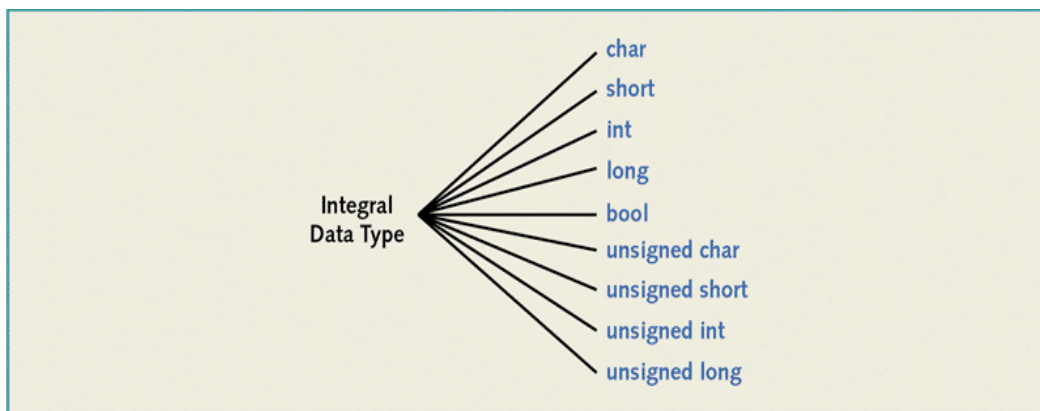 Integral
Data Type
char
short
int
long
bool
unsigned char
unsigned short
unsigned int
unsigned long